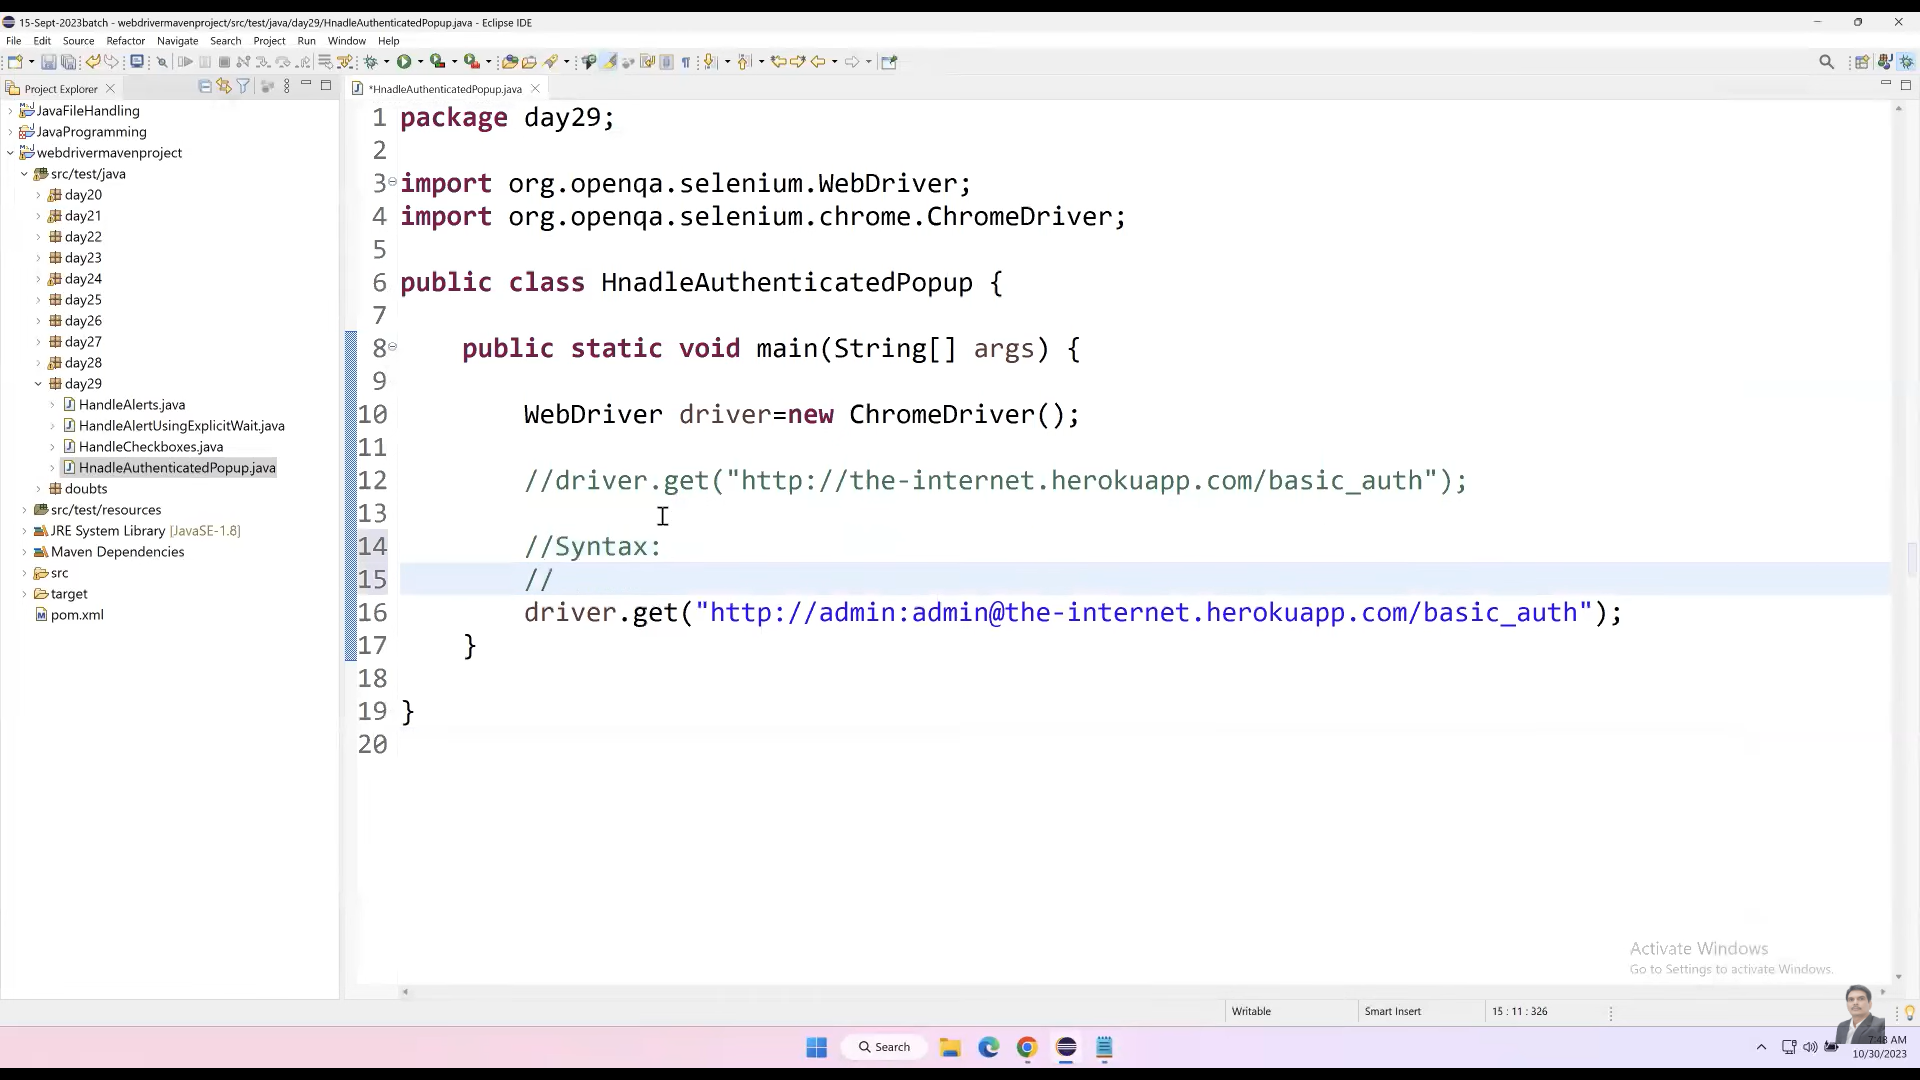 15-Sept-2023batch - webdrivermavenproject/src/test/java/day29/HnadleAuthenticatedPopup.java - Eclipse IDE
File Edit Source Refactor Navigate Search Project Run Window Help
Project Explorer
*HnadleAuthenticatedPopup.java
JavaFileHandling
JavaProgramming
webdrivermavenproject
src/test/java
day20
day21
day22
day23
day24
day25
day26
day27
day28
day29
HandleAlerts.java
HandleAlertUsingExplicitWait.java
HandleCheckboxes.java
HnadleAuthenticatedPopup.java
doubts
src/test/resources
JRE System Library [JavaSE-1.8]
Maven Dependencies
src
target
pom.xml
1 package day29;
2
3 import org.openqa.selenium.WebDriver;
4 import org.openqa.selenium.chrome.ChromeDriver;
5
6 public class HnadleAuthenticatedPopup {
7
8 public static void main(String[] args) {
9
10 WebDriver driver=new ChromeDriver();
11
12 //driver.get("http://the-internet.herokuapp.com/basic_auth");
13
14 //Syntax:
15 //
16 driver.get("http://admin:admin@the-internet.herokuapp.com/basic_auth");
17 }
18
19 }
20
Activate Windows
Go to Settings to activate Windows.
Writable Smart Insert 15 : 11 : 326
Search
7:48 AM
10/30/2023